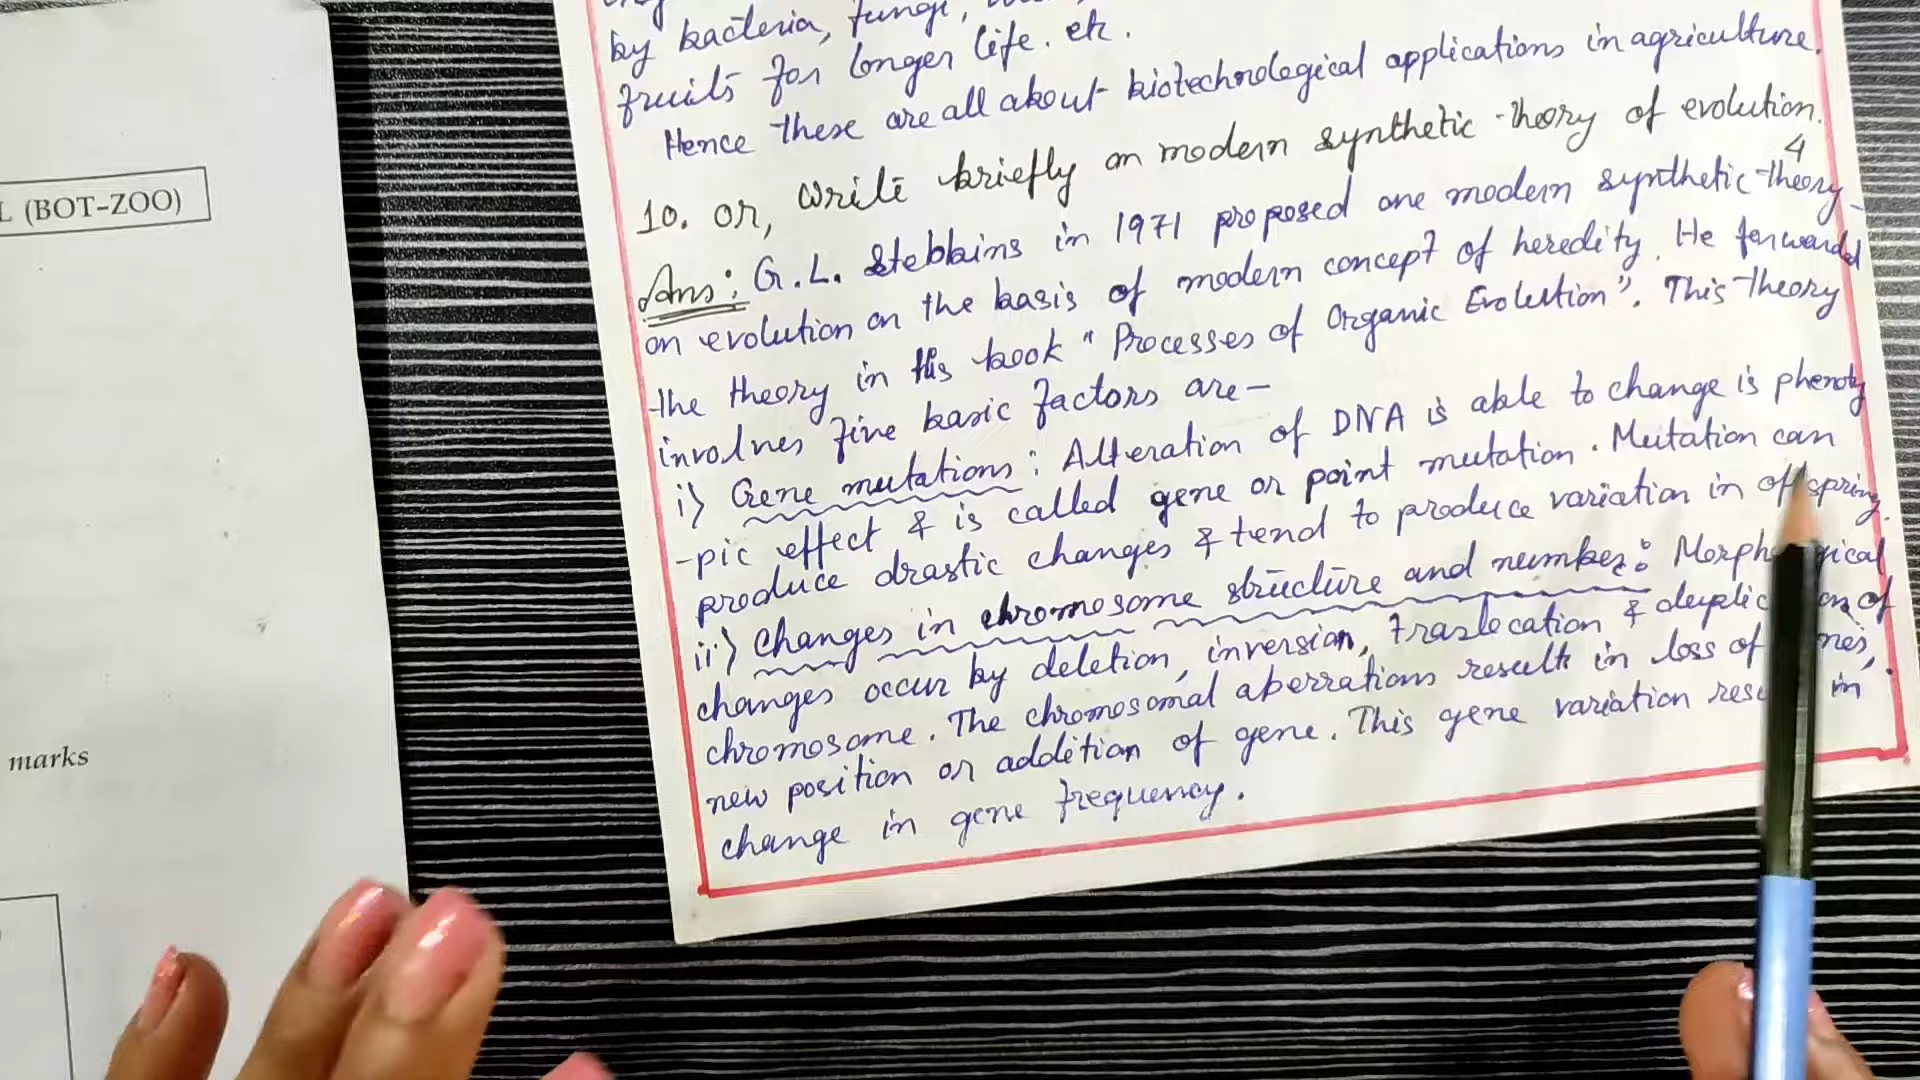 L (BOT-ZOO)
marks
by bacteria, fungi,
fruits for longer life. etc.
Hence these are all about biotechnological applications in agriculture.
10. or, write briefly on modern synthetic theory of evolution.
4
Ans: G.L. Stebbins in 1971 proposed one modern synthetic theory
on evolution on the basis of modern concept of heredity. He forwarded
the theory in his book "Processes of Organic Evolution". This theory
involves five basic factors are-
i) Gene mutations: Alteration of DNA is able to change is phenoty
-pic effect & is called gene or point mutation. Mutation can
produce drastic changes & tend to produce variation in offspring.
ii) Changes in chromosome structure and number: Morphological
changes occur by deletion, inversion, traslocation & duplication of
chromosome. The chromosomal aberrations result in loss of genes,
new position or addition of gene. This gene variation result in
change in gene frequency.